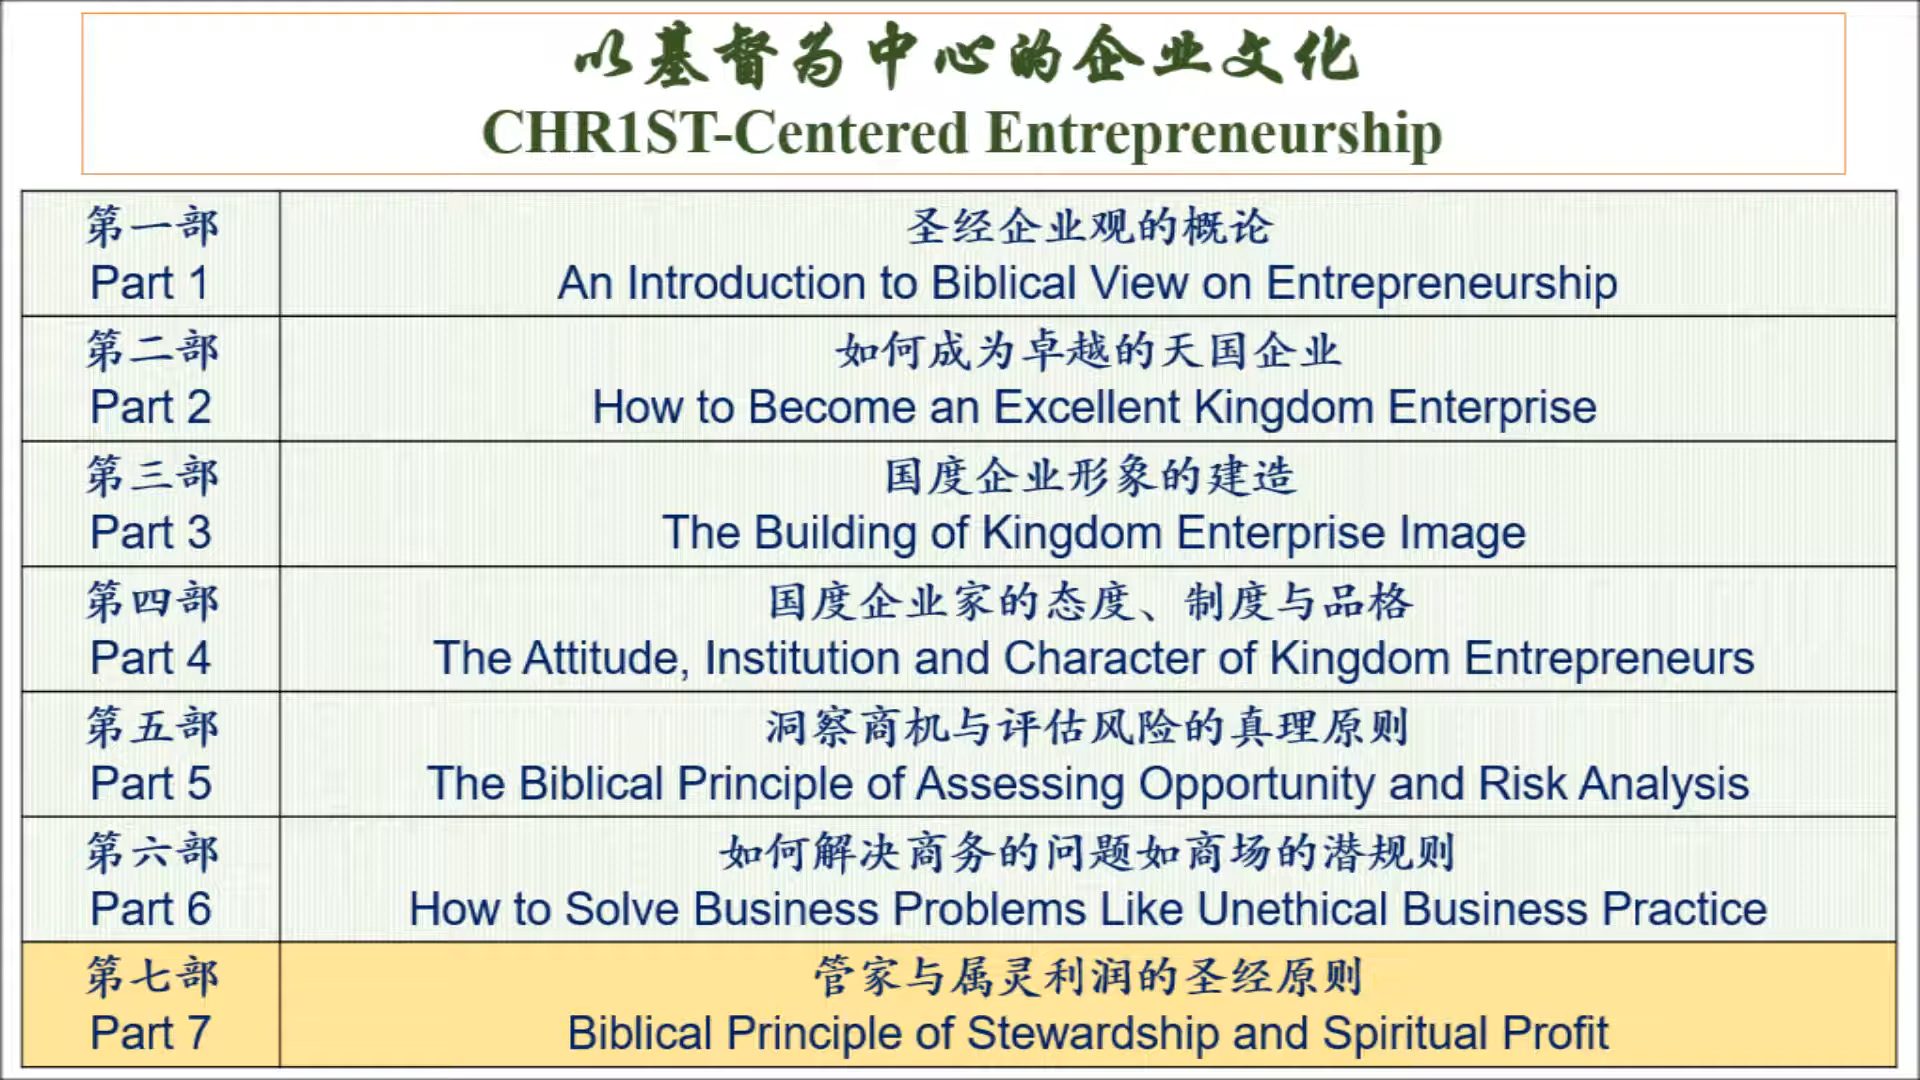 以基督为中心的企业文化
CHR1ST-Centered Entrepreneurship
第一部
Part 1
圣经企业观的概论
An Introduction to Biblical View on Entrepreneurship
第二部
Part 2
如何成为卓越的天国企业
How to Become an Excellent Kingdom Enterprise
第三部
Part 3
国度企业形象的建造
The Building of Kingdom Enterprise Image
第四部
Part 4
国度企业家的态度、制度与品格
The Attitude, Institution and Character of Kingdom Entrepreneurs
第五部
Part 5
洞察商机与评估风险的真理原则
The Biblical Principle of Assessing Opportunity and Risk Analysis
第六部
Part 6
如何解决商务的问题如商场的潜规则
How to Solve Business Problems Like Unethical Business Practice
第七部
Part 7
管家与属灵利润的圣经原则
Biblical Principle of Stewardship and Spiritual Profit